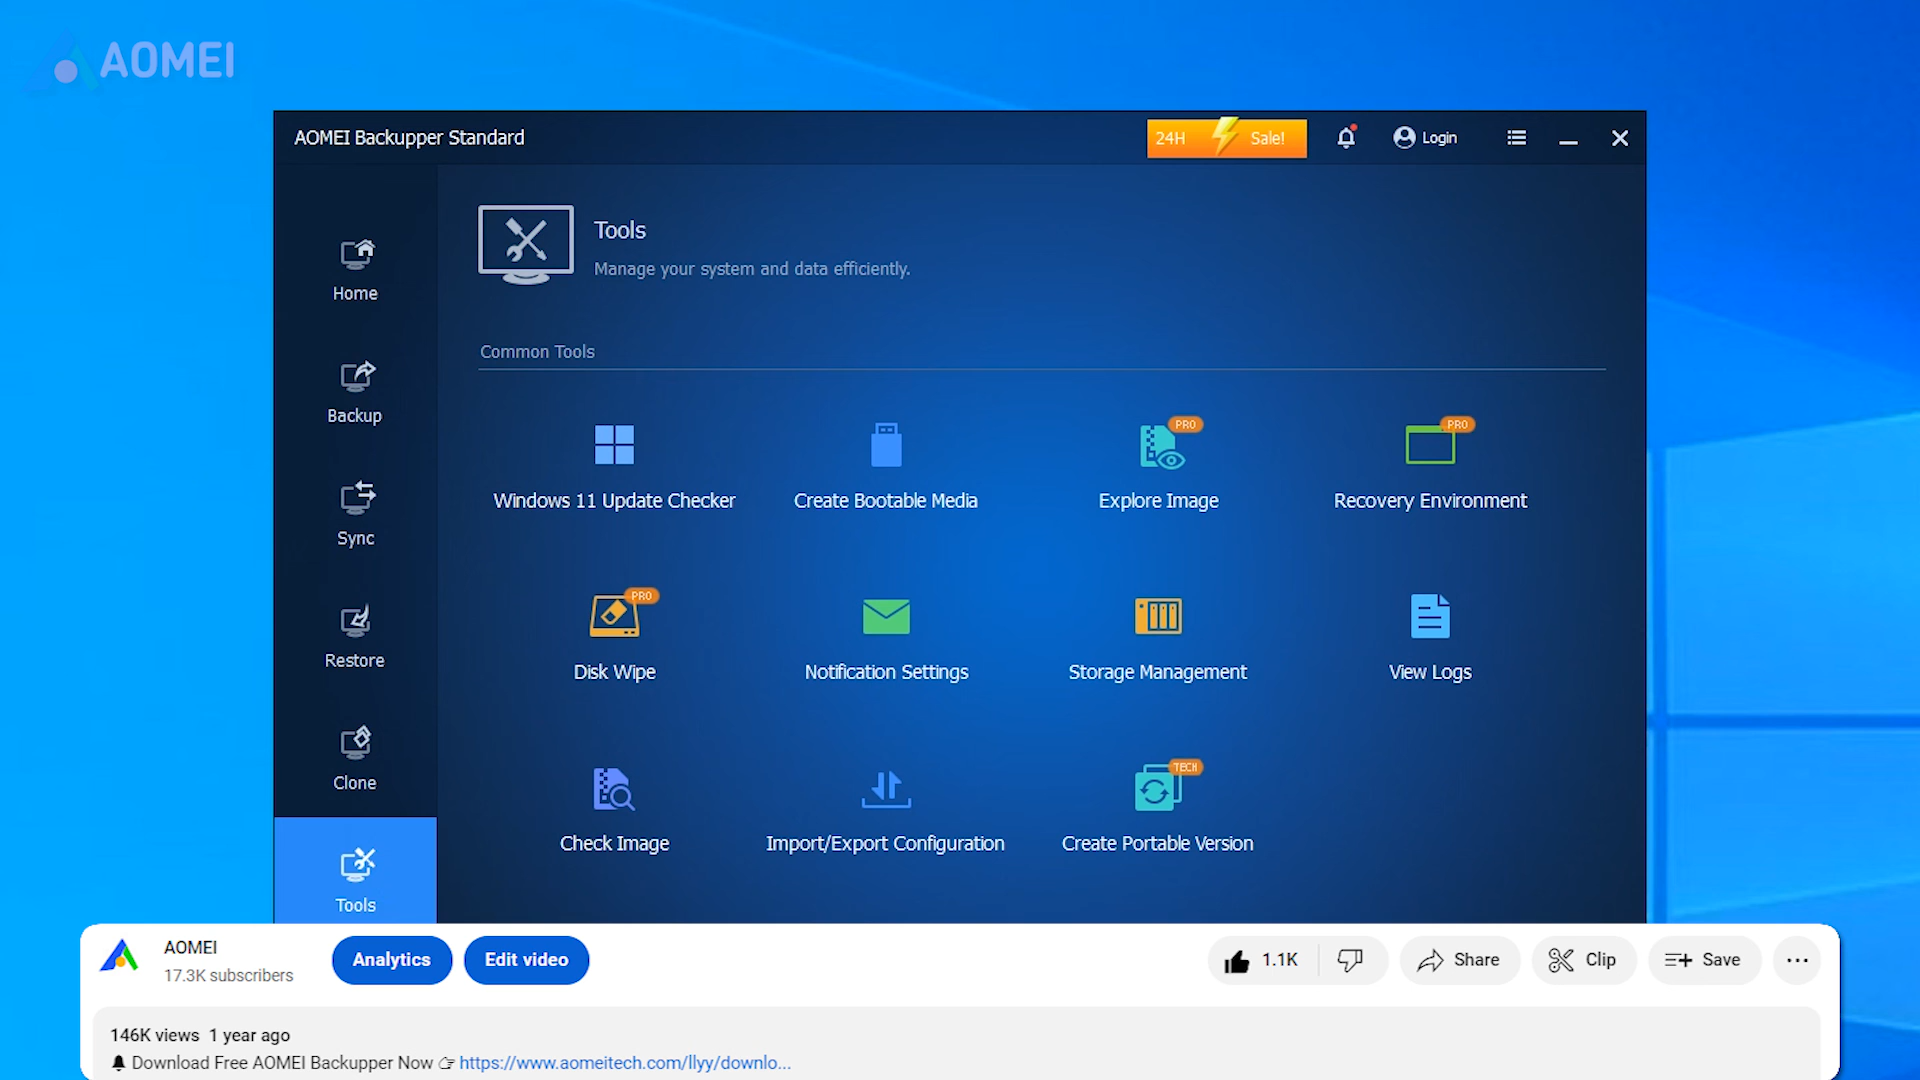 AOMEI
AOMEI Backupper Standard
24H Sale!
Login
Tools
Manage your system and data efficiently.
Home
Backup
Sync
Restore
Clone
Tools
Common Tools
Windows 11 Update Checker
Create Bootable Media
PRO
Explore Image
PRO
Recovery Environment
PRO
Disk Wipe
Notification Settings
Storage Management
View Logs
Check Image
Import/Export Configuration
TECH
Create Portable Version
AOMEI
17.3K subscribers
Analytics
Edit video
1.1K
Share
Clip
Save
146K views 1 year ago
Download Free AOMEI Backupper Now 👉 https://www.aomeitech.com/llyy/downlo...